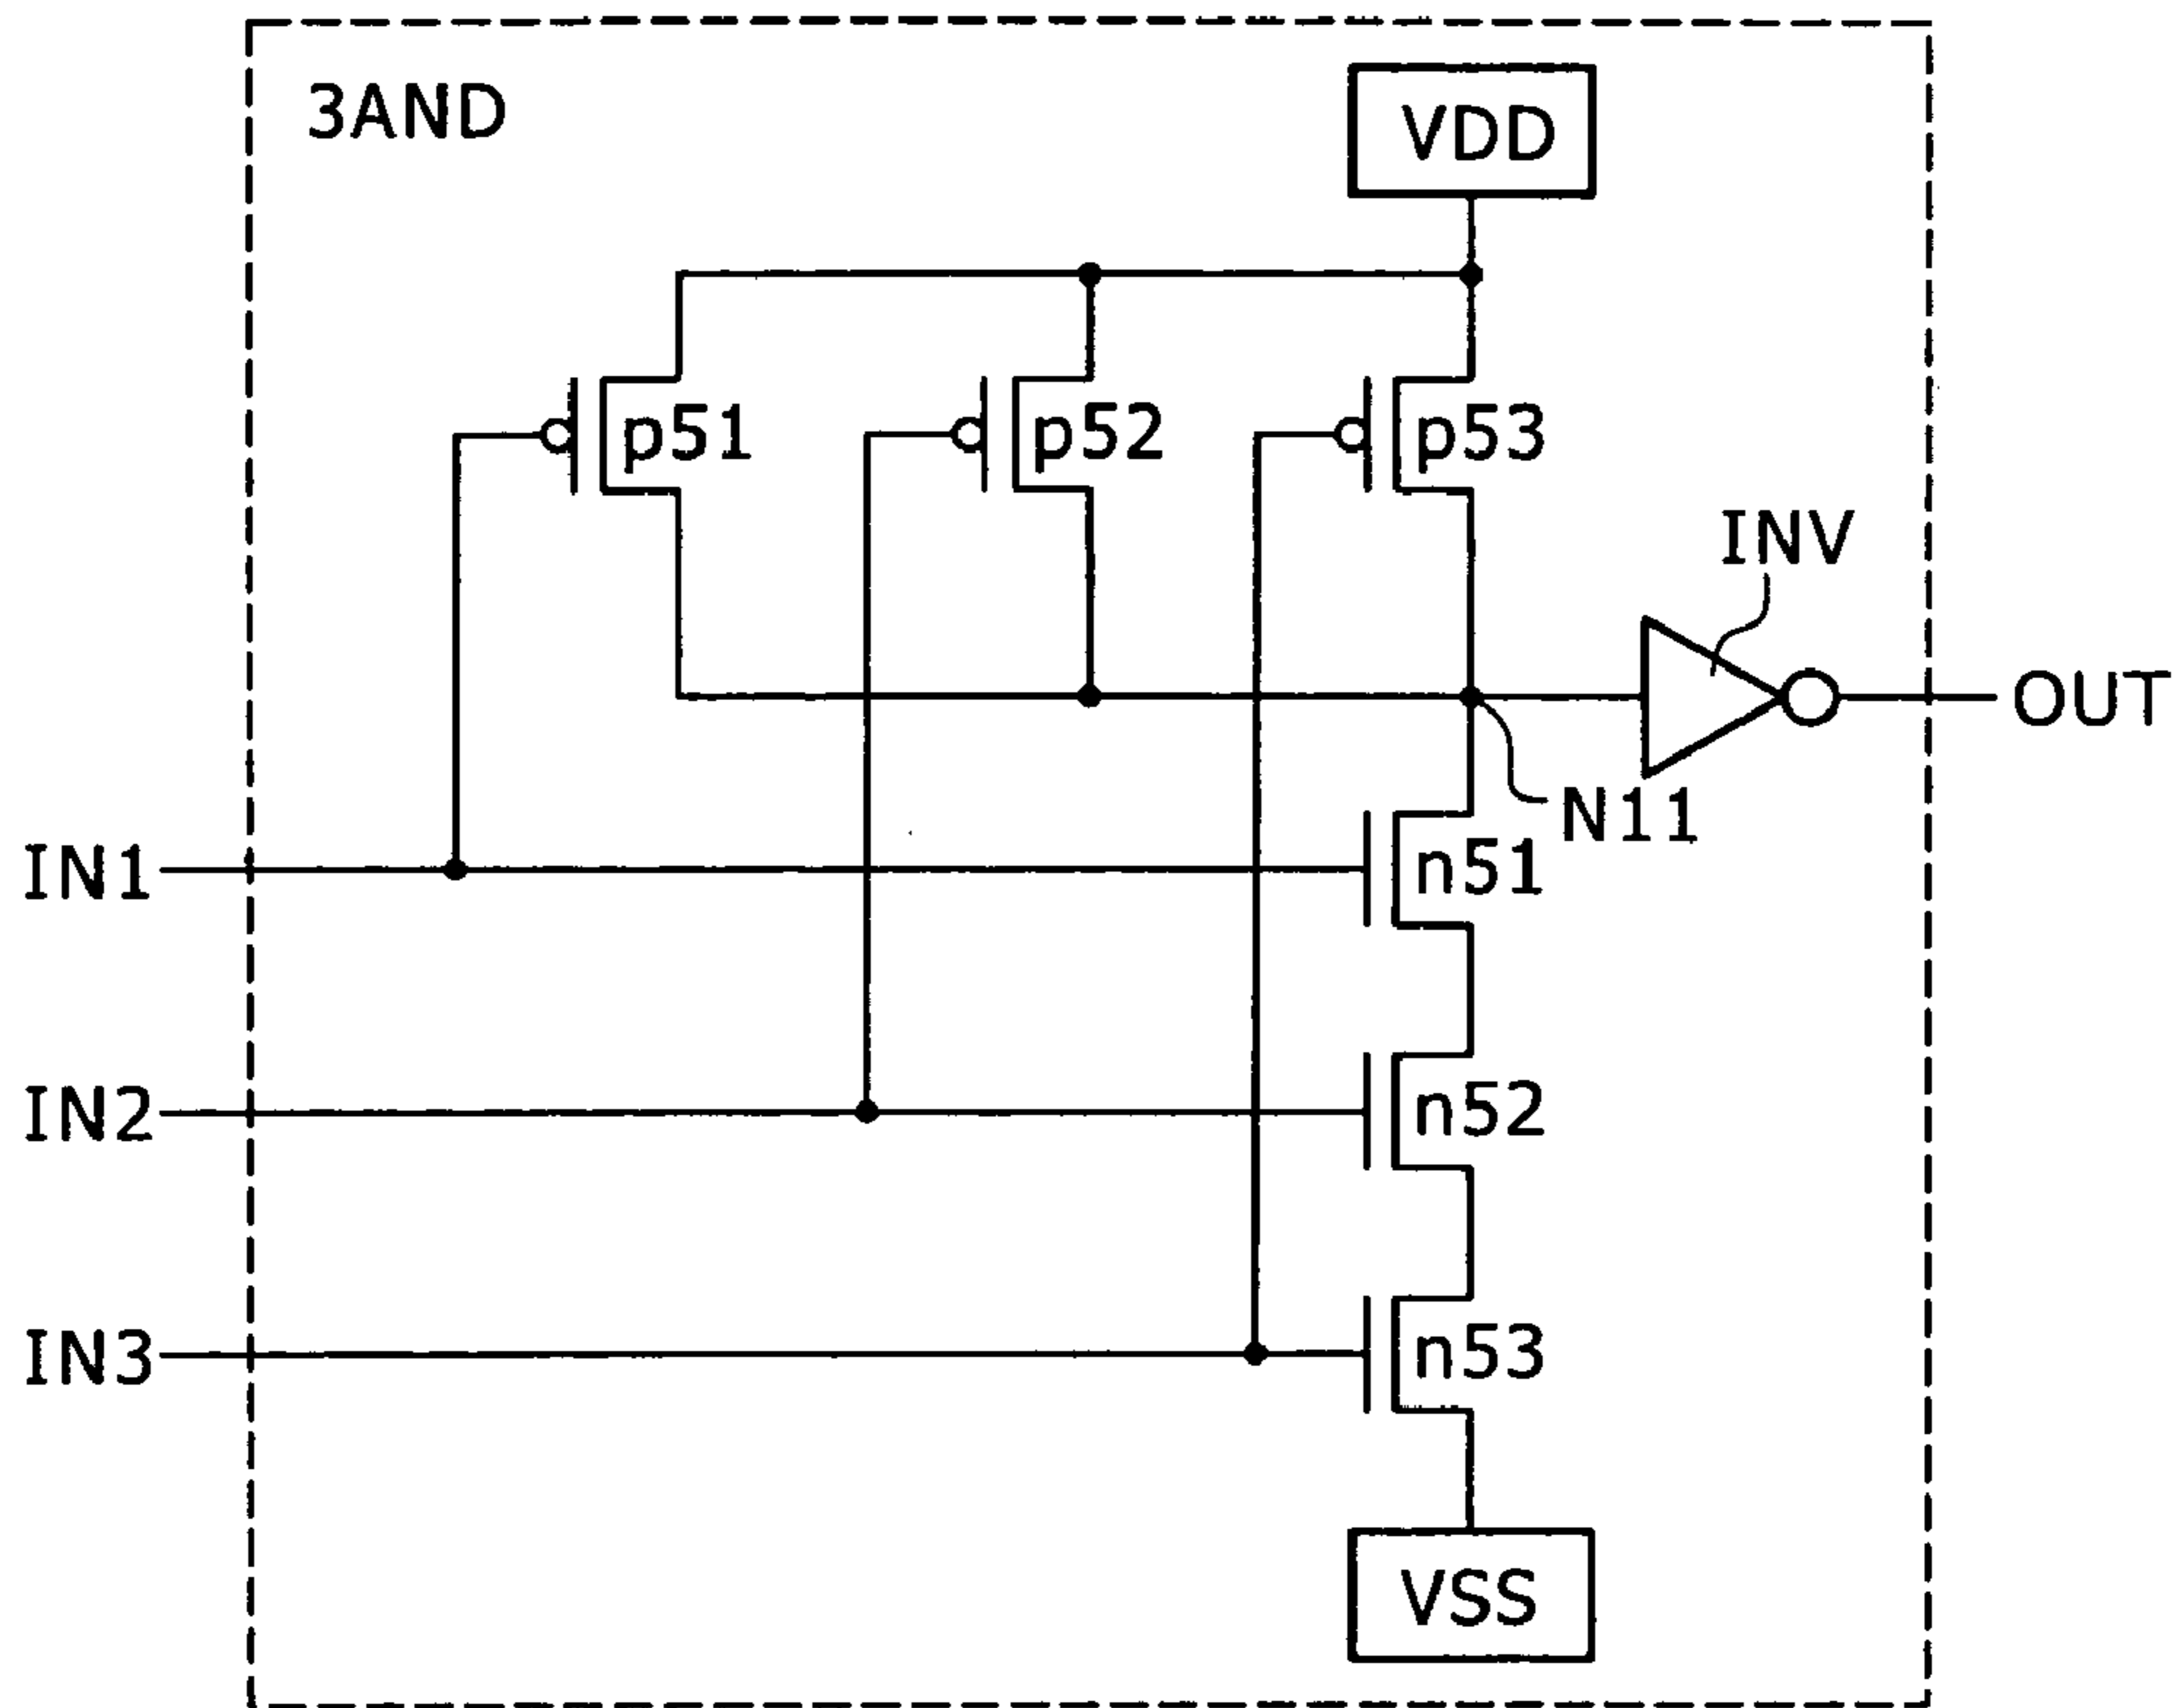 3AND
VDD
p51
p52
p53
INV
OUT
N11
IN1
n51
IN2
n52
IN3
n53
VSS